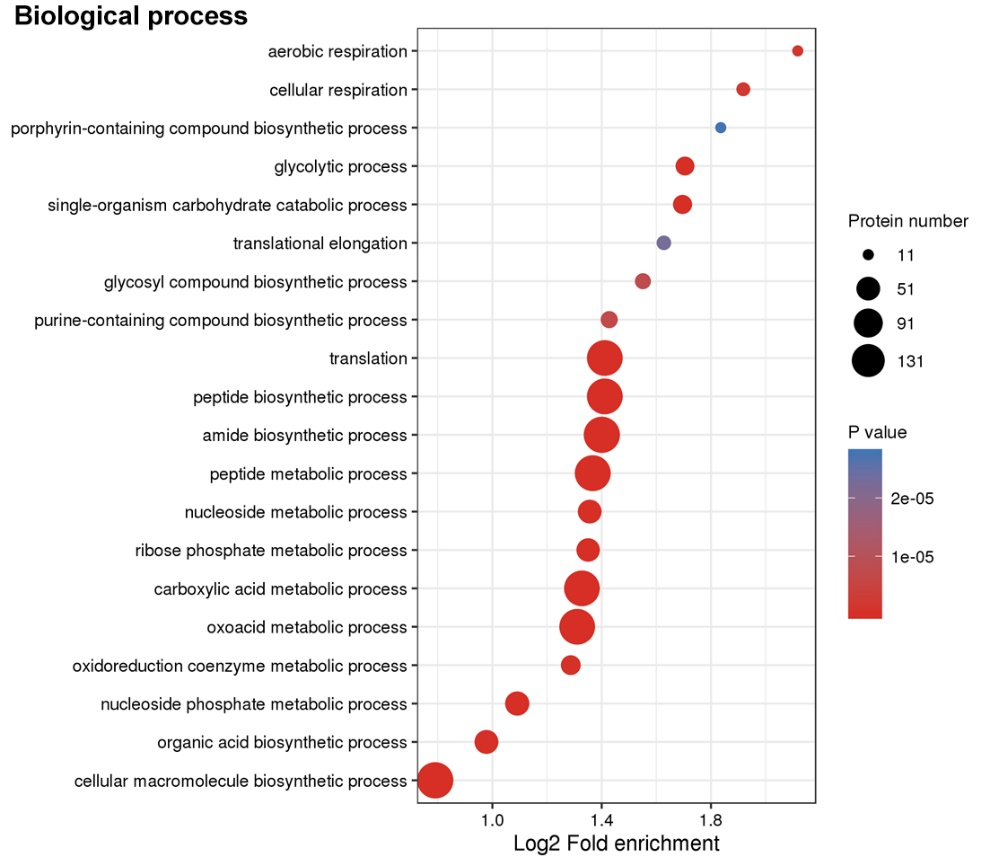 Biological process
aerobic respiration
cellular respiration
porphyrin-containing compound biosynthetic process
glycolytic process
single-organism carbohydrate catabolic process
translational elongation
glycosyl compound biosynthetic process
purine-containing compound biosynthetic process
translation
peptide biosynthetic process
amide biosynthetic process
peptide metabolic process
nucleoside metabolic process
ribose phosphate metabolic process
carboxylic acid metabolic process
oxoacid metabolic process
oxidoreduction coenzyme metabolic process
nucleoside phosphate metabolic process
organic acid biosynthetic process
cellular macromolecule biosynthetic process
1.0 1.4 1.8
Log2 Fold enrichment
Protein number
11
51
91
131
P value
2e-05
1e-05